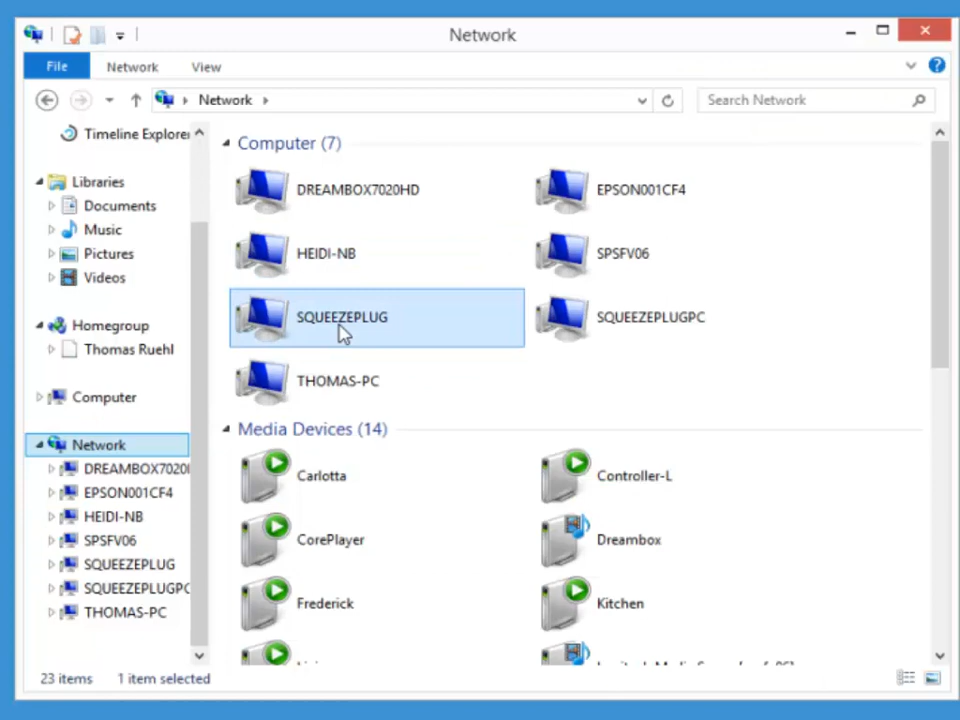 Network
File Network View
Network Search Network
Timeline Explorer
Libraries
Documents
Music
Pictures
Videos
Homegroup
Thomas Ruehl
Computer
Network
DREAMBOX7020
EPSON001CF4
HEIDI-NB
SPSFV06
SQUEEZEPLUG
SQUEEZEPLUGPC
THOMAS-PC
Computer (7)
DREAMBOX7020HD EPSON001CF4
HEIDI-NB SPSFV06
SQUEEZEPLUG SQUEEZEPLUGPC
THOMAS-PC
Media Devices (14)
Carlotta Controller-L
CorePlayer Dreambox
Frederick Kitchen
23 items 1 item selected